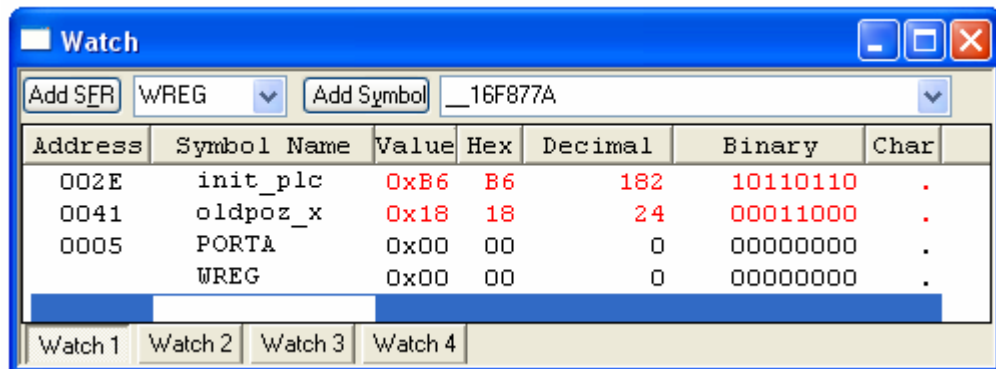 Watch
Add SFR WREG Add Symbol __16F877A
Address Symbol Name Value Hex Decimal Binary Char
002E init_plc 0xB6 B6 182 10110110 .
0041 oldpoz_x 0x18 18 24 00011000 .
0005 PORTA 0x00 00 0 00000000 .
WREG 0x00 00 0 00000000 .
Watch 1 Watch 2 Watch 3 Watch 4